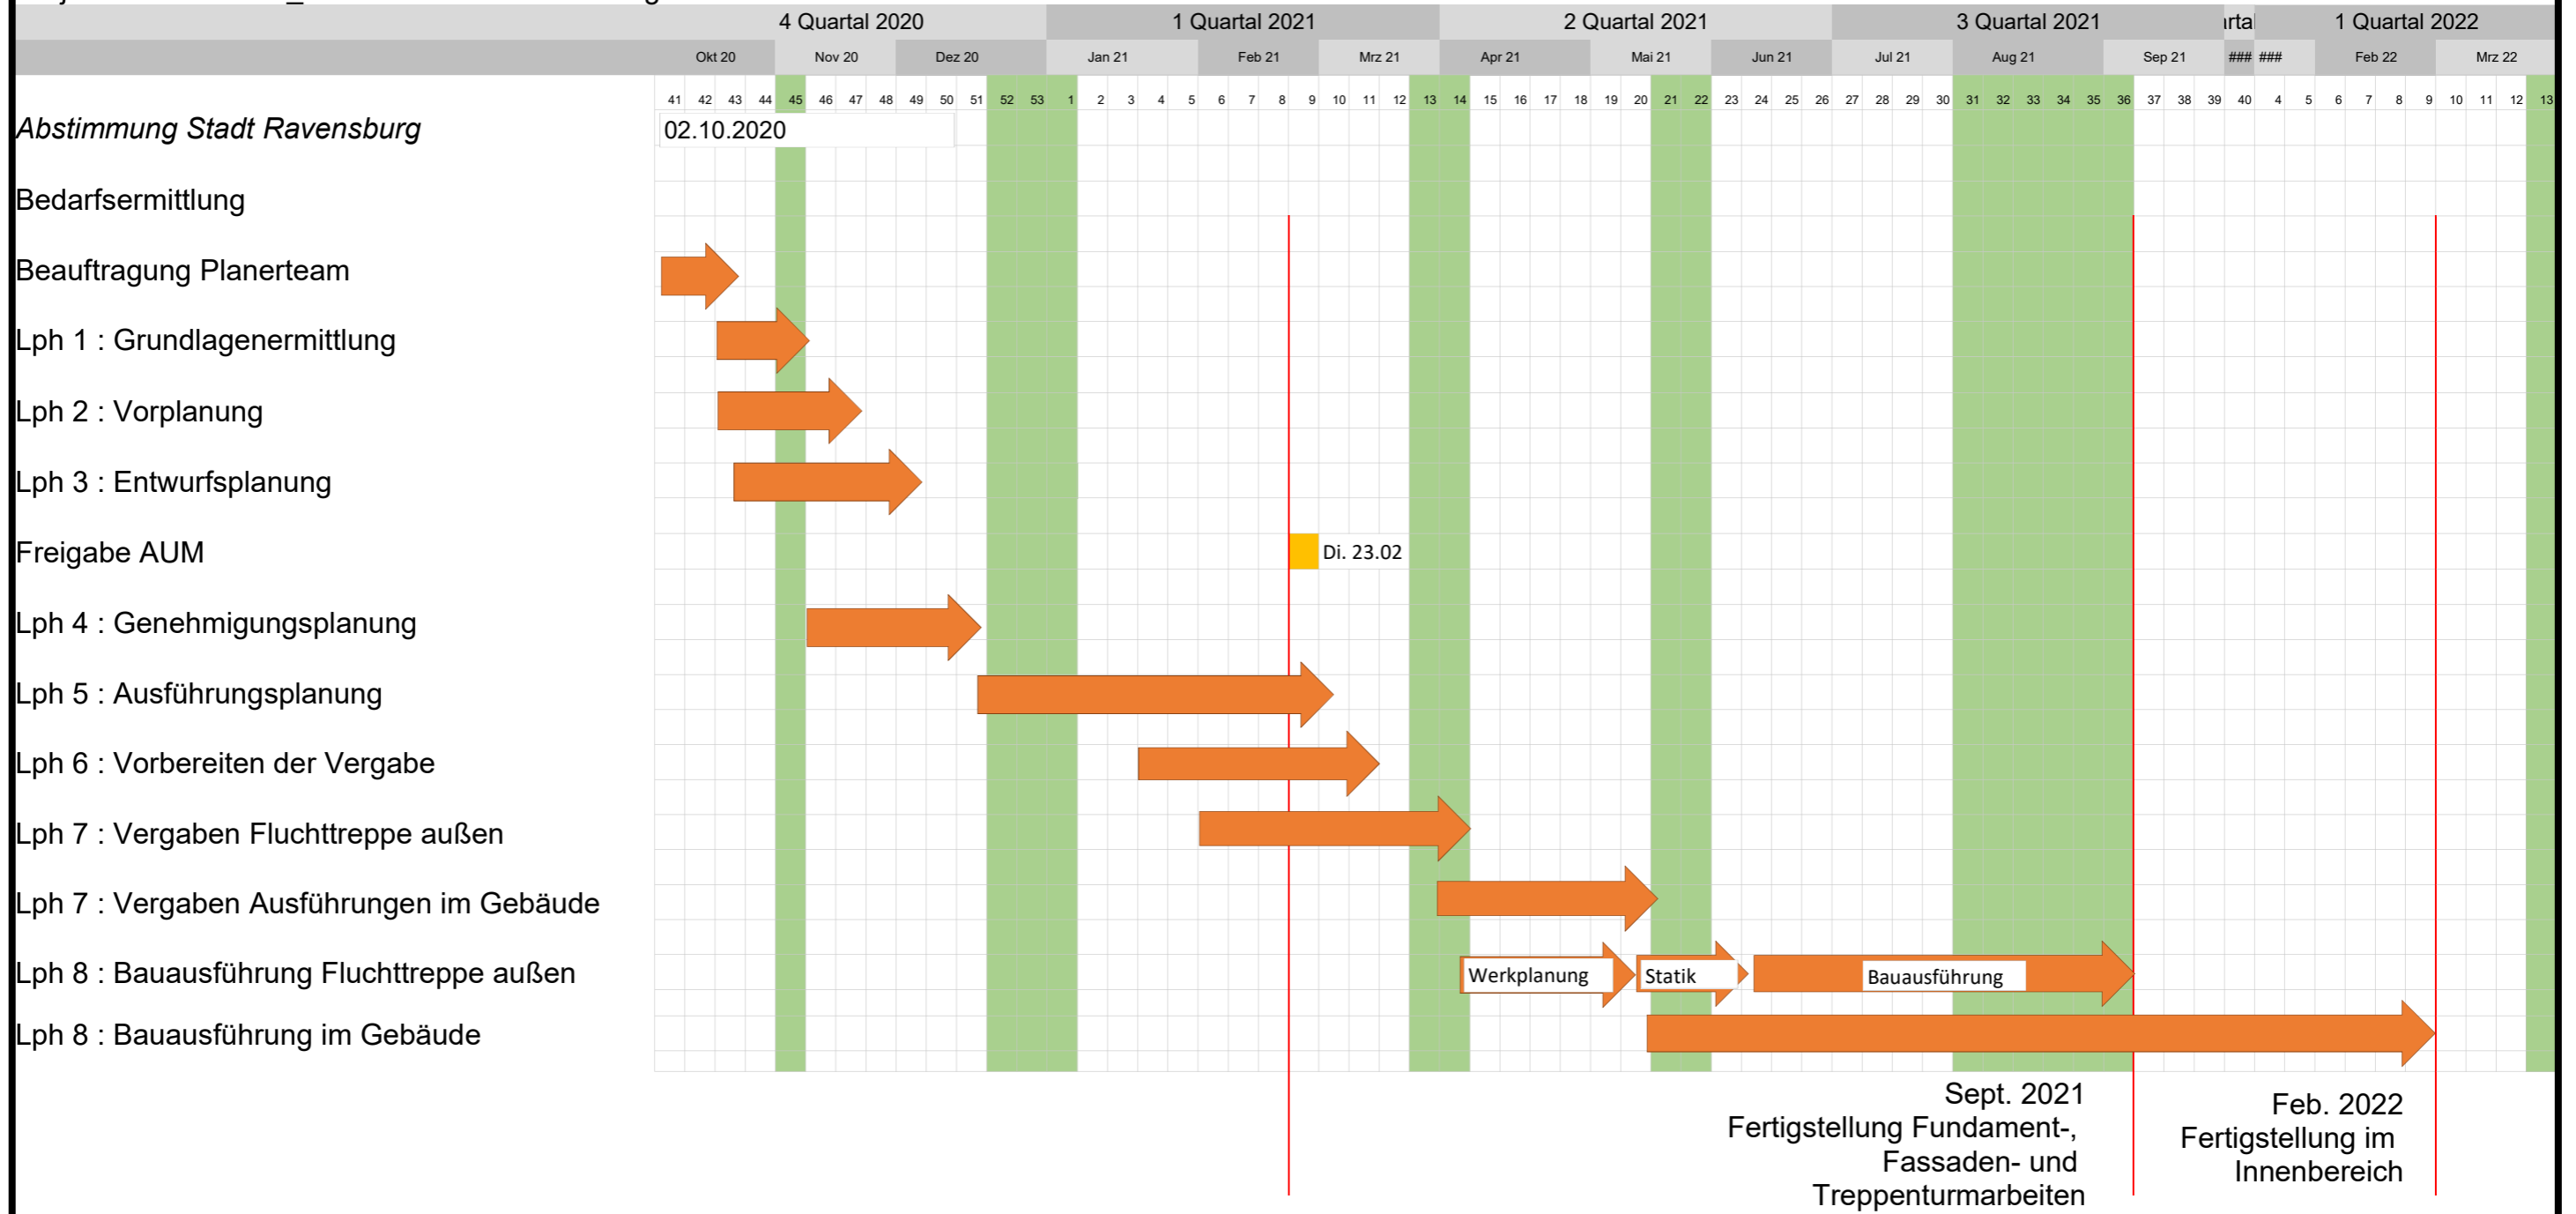 4 Quartal 2020 1 Quartal 2021 2 Quartal 2021 3 Quartal 2021 rtal 1 Quartal 2022
Okt 20 Nov 20 Dez 20 Jan 21 Feb 21 Mrz 21 Apr 21 Mai 21 Jun 21 Jul 21 Aug 21 Sep 21 ### ### Feb 22 Mrz 22
41 42 43 44 45 46 47 48 49 50 51 52 53 1 2 3 4 5 6 7 8 9 10 11 12 13 14 15 16 17 18 19 20 21 22 23 24 25 26 27 28 29 30 31 32 33 34 35 36 37 38 39 40 4 5 6 7 8 9 10 11 12 13
Abstimmung Stadt Ravensburg 02.10.2020
Bedarfsermittlung
Beauftragung Planerteam
Lph 1 : Grundlagenermittlung
Lph 2 : Vorplanung
Lph 3 : Entwurfsplanung
Freigabe AUM Di. 23.02
Lph 4 : Genehmigungsplanung
Lph 5 : Ausführungsplanung
Lph 6 : Vorbereiten der Vergabe
Lph 7 : Vergaben Fluchttreppe außen
Lph 7 : Vergaben Ausführungen im Gebäude
Lph 8 : Bauausführung Fluchttreppe außen Werkplanung Statik Bauausführung
Lph 8 : Bauausführung im Gebäude
Sept. 2021
Fertigstellung Fundament-,
Fassaden- und
Treppenturmarbeiten
Feb. 2022
Fertigstellung im
Innenbereich